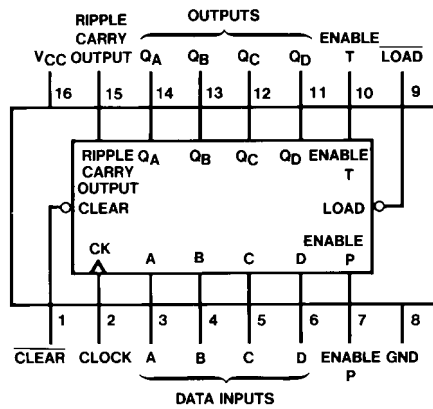 OUTPUTS
RIPPLE CARRY OUTPUT
VCC QA QB QC QD ENABLE T LOAD
16 15 14 13 12 11 10 9
RIPPLE CARRY OUTPUT QA QB QC QD ENABLE T
CLEAR LOAD
CK A B C D ENABLE P
1 2 3 4 5 6 7 8
CLEAR CLOCK A B C D ENABLE P GND
DATA INPUTS